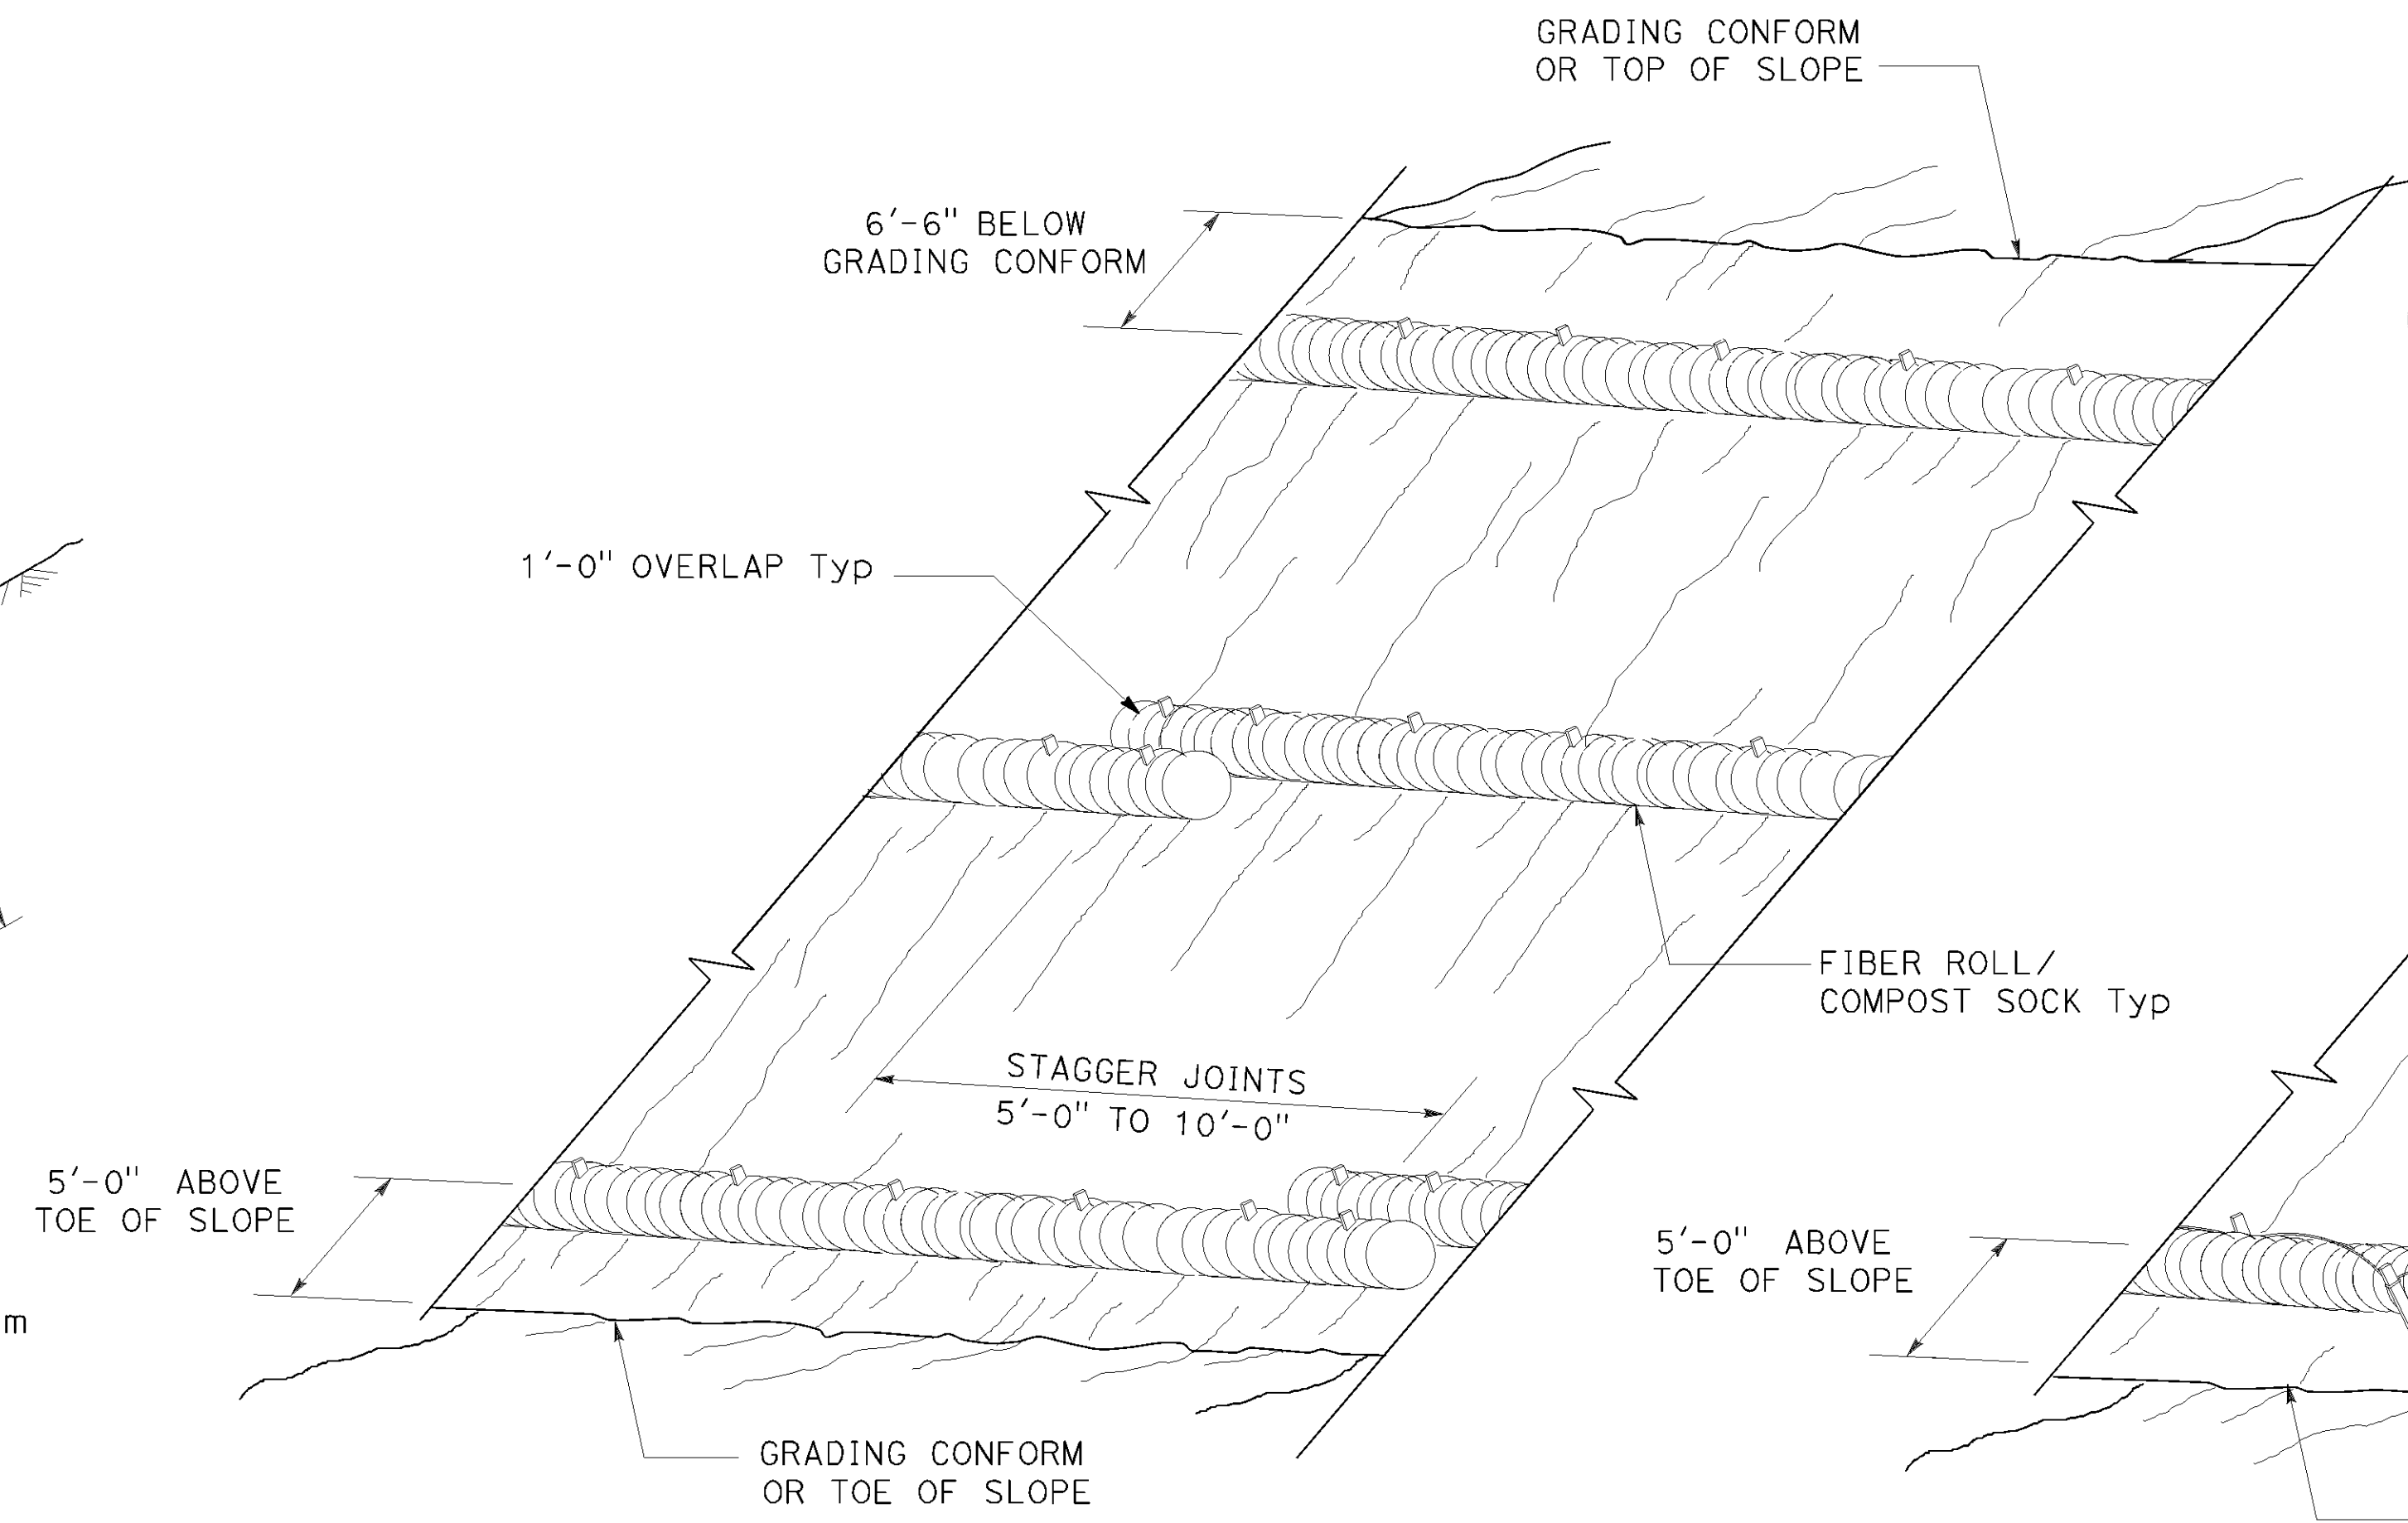 GRADING CONFORM
OR TOP OF SLOPE
6'-6" BELOW
GRADING CONFORM
1'-0" OVERLAP Typ
FIBER ROLL/
COMPOST SOCK Typ
STAGGER JOINTS
5'-0" TO 10'-0"
5'-0" ABOVE
TOE OF SLOPE
5'-0" ABOVE
TOE OF SLOPE
m
GRADING CONFORM
OR TOE OF SLOPE